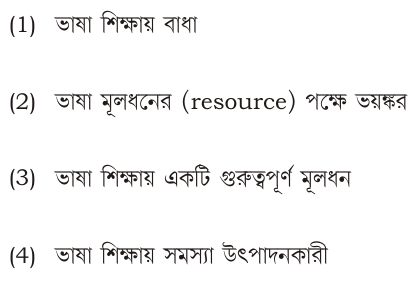 (1) ভাষা শিক্ষায় বাধা
(2) ভাষা মূলধনের (resource) পক্ষে ভয়ঙ্কর
(3) ভাষা শিক্ষায় একটি গুরুত্বপূর্ণ মূলধন
(4) ভাষা শিক্ষায় সমস্যা উৎপাদনকারী